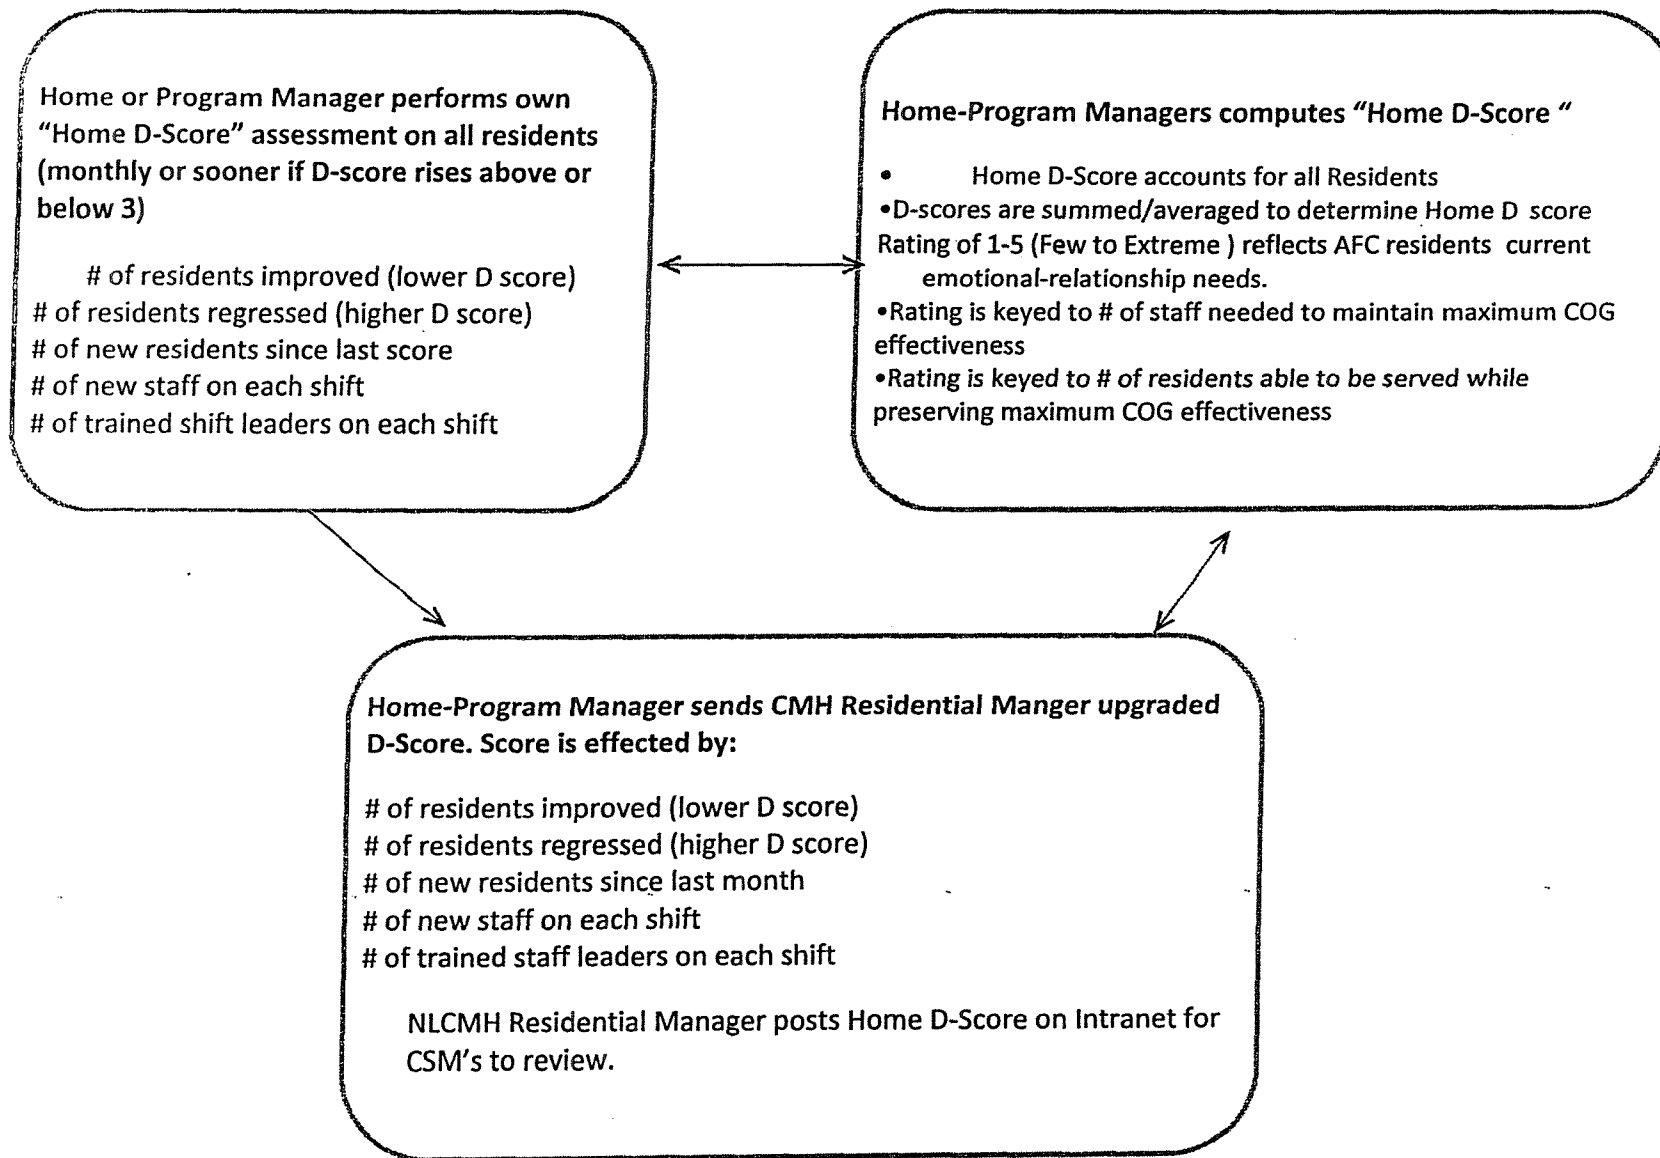 Home or Program Manager performs own
"Home D-Score" assessment on all residents
(monthly or sooner if D-score rises above or
below 3)
# of residents improved (lower D score)
# of residents regressed (higher D score)
# of new residents since last score
# of new staff on each shift
# of trained shift leaders on each shift
Home-Program Managers computes "Home D-Score "
• Home D-Score accounts for all Residents
•D-scores are summed/averaged to determine Home D score
Rating of 1-5 (Few to Extreme ) reflects AFC residents current
emotional-relationship needs.
•Rating is keyed to # of staff needed to maintain maximum COG
effectiveness
•Rating is keyed to # of residents able to be served while
preserving maximum COG effectiveness
Home-Program Manager sends CMH Residential Manger upgraded
D-Score. Score is effected by:
# of residents improved (lower D score)
# of residents regressed (higher D score)
# of new residents since last month
# of new staff on each shift
# of trained staff leaders on each shift
NLCMH Residential Manager posts Home D-Score on Intranet for
CSM's to review.